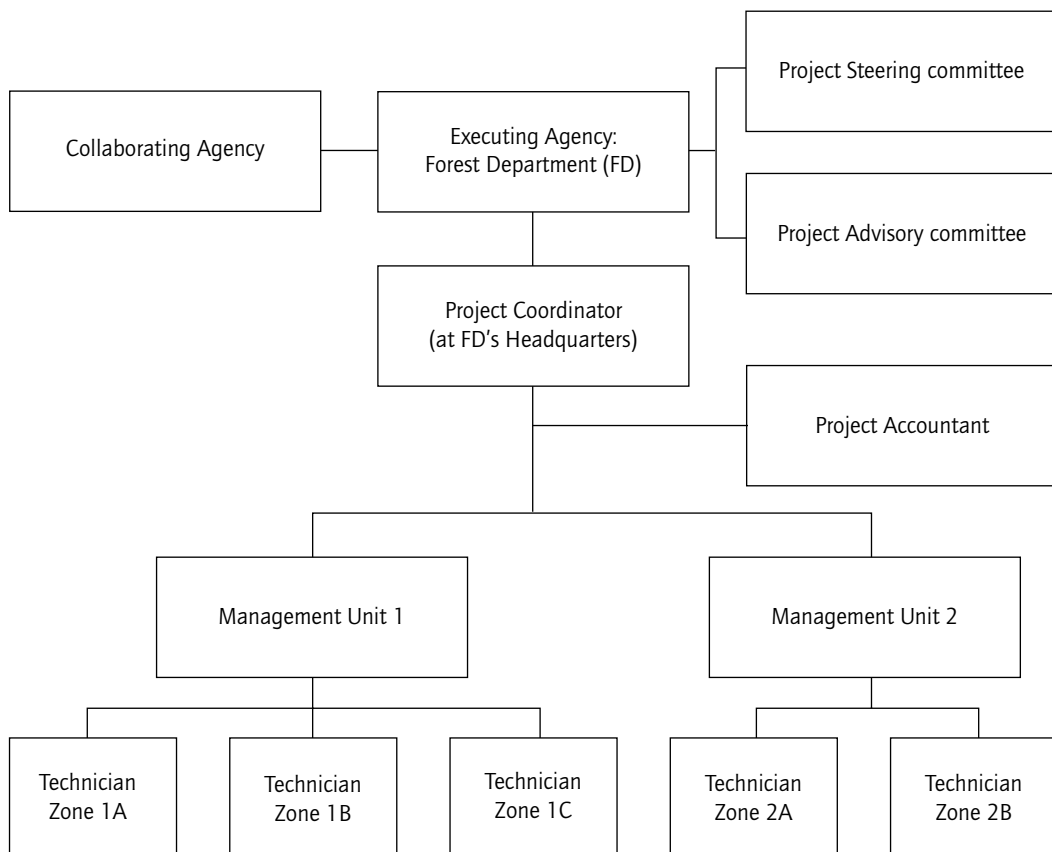 Project Steering committee
Collaborating Agency
Executing Agency:
Forest Department (FD)
Project Advisory committee
Project Coordinator
(at FD's Headquarters)
Project Accountant
Management Unit 1
Management Unit 2
Technician
Zone 1A
Technician
Zone 1B
Technician
Zone 1C
Technician
Zone 2A
Technician
Zone 2B